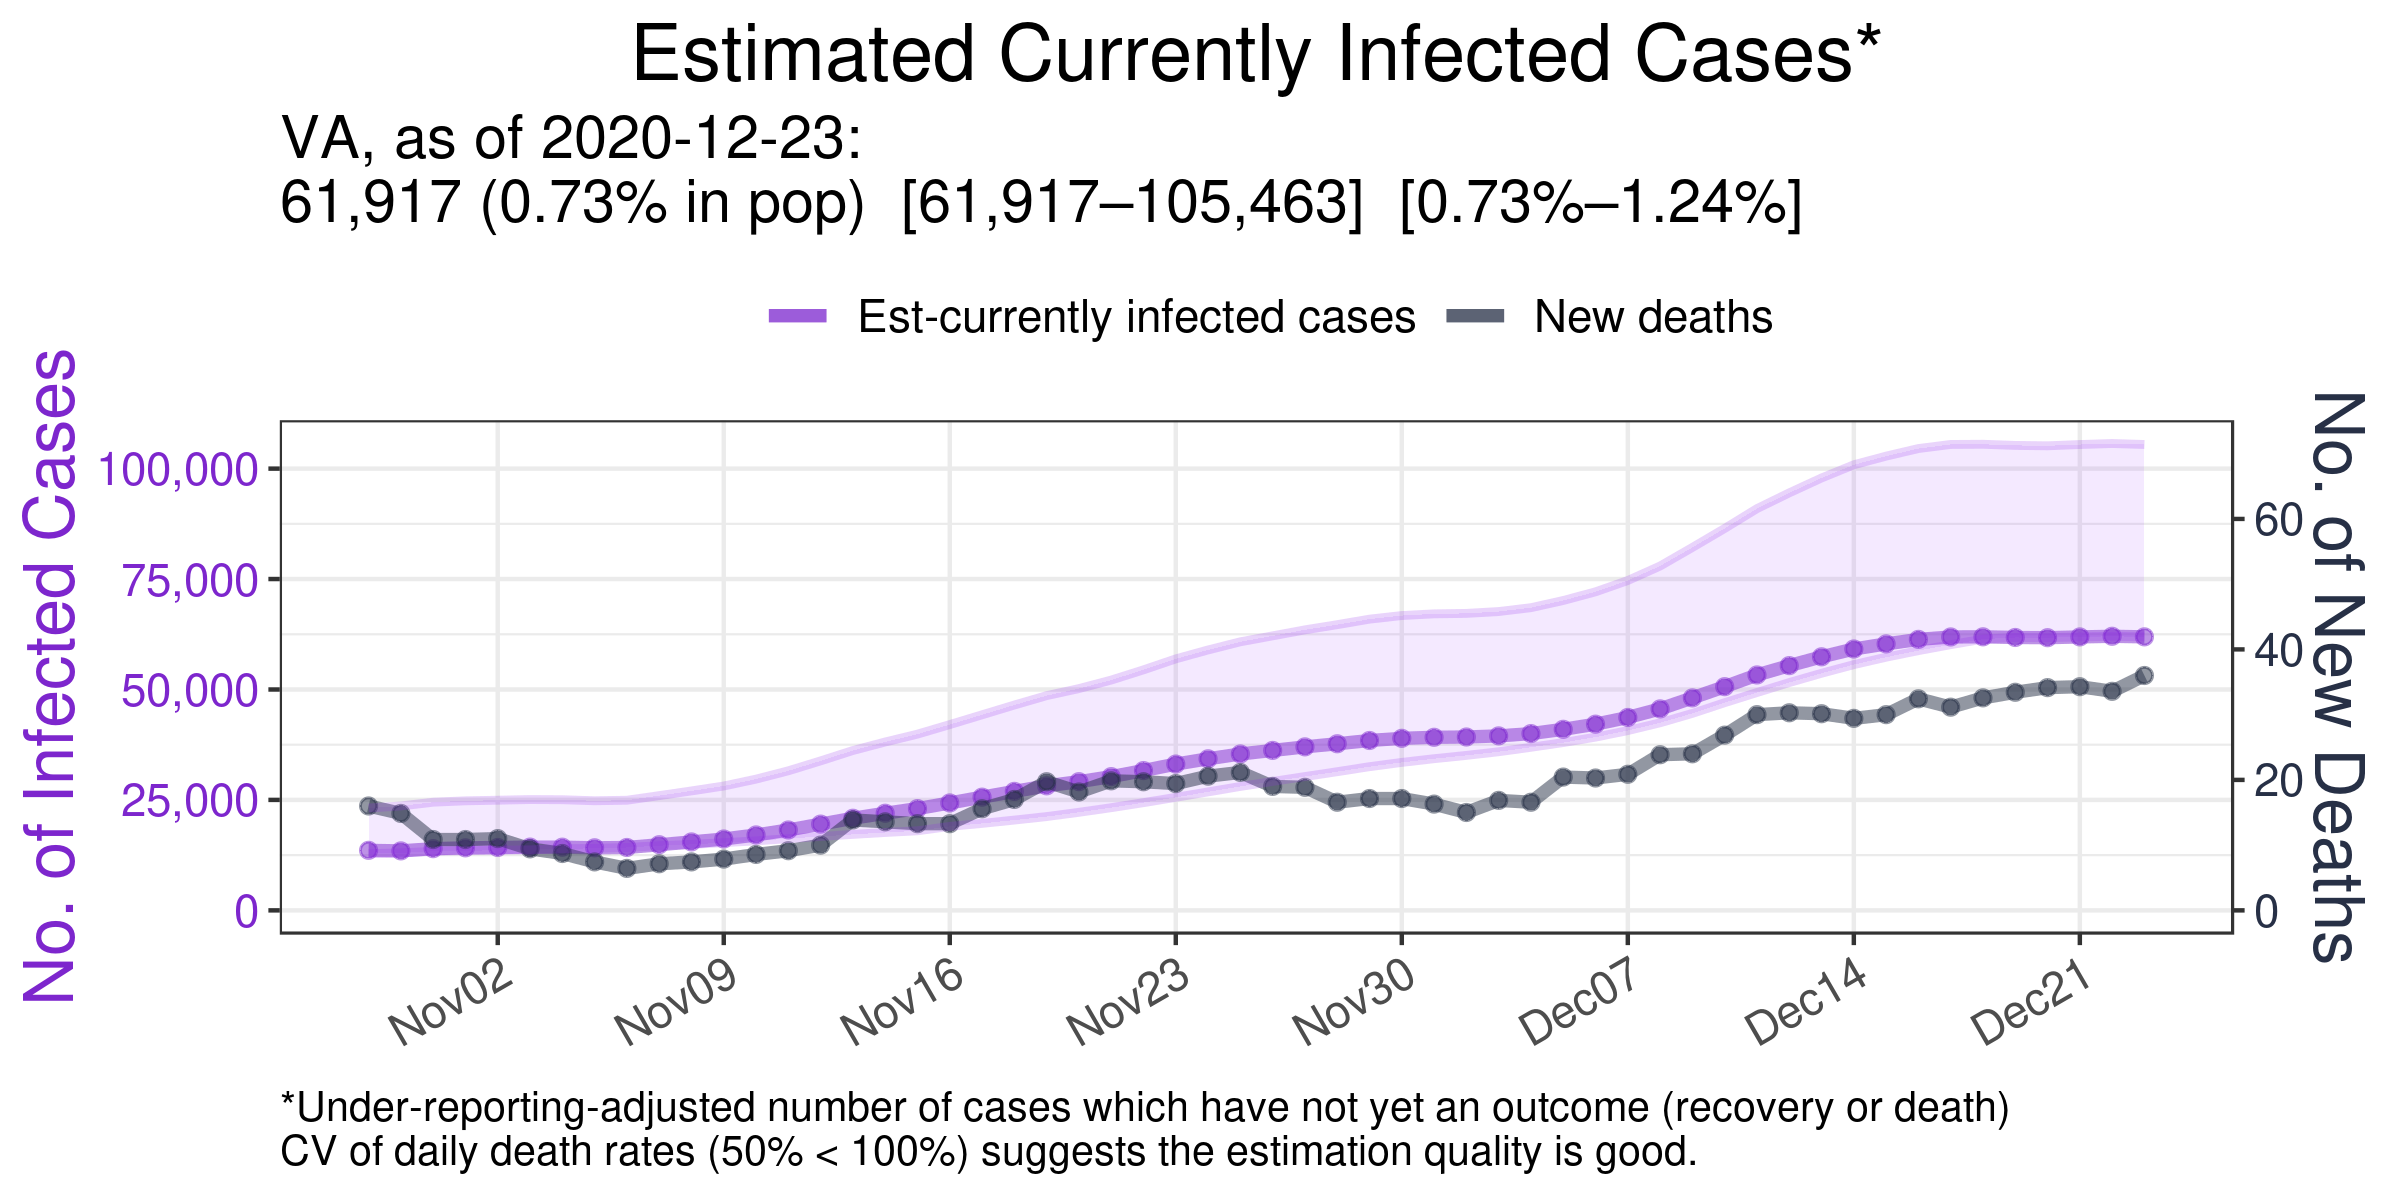 Estimated Currently Infected Cases*
VA, as of 2020-12-23:
61,917 (0.73% in pop)  [61,917–105,463]  [0.73%–1.24%]
Est-currently infected cases
New deaths
No. of Infected Cases
100,000
75,000
50,000
25,000
0
60
40
20
0
No. of New Deaths
Nov02
Nov09
Nov16
Nov23
Nov30
Dec07
Dec14
Dec21
*Under-reporting-adjusted number of cases which have not yet an outcome (recovery or death)
CV of daily death rates (50% < 100%) suggests the estimation quality is good.